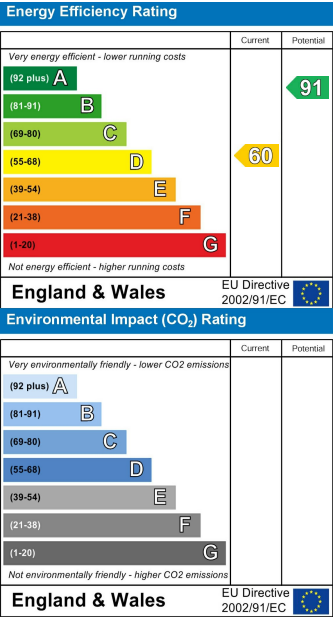 Energy Efficiency Rating
Current Potential
Very energy efficient - lower running costs
(92 plus) A
(81-91) B
(69-80) C
(55-68) D
(39-54) E
(21-38) F
(1-20) G
60
91
Not energy efficient - higher running costs
England & Wales
EU Directive
2002/91/EC
Environmental Impact (CO₂) Rating
Current Potential
Very environmentally friendly - lower CO2 emissions
(92 plus) A
(81-91) B
(69-80) C
(55-68) D
(39-54) E
(21-38) F
(1-20) G
Not environmentally friendly - higher CO2 emissions
England & Wales
EU Directive
2002/91/EC